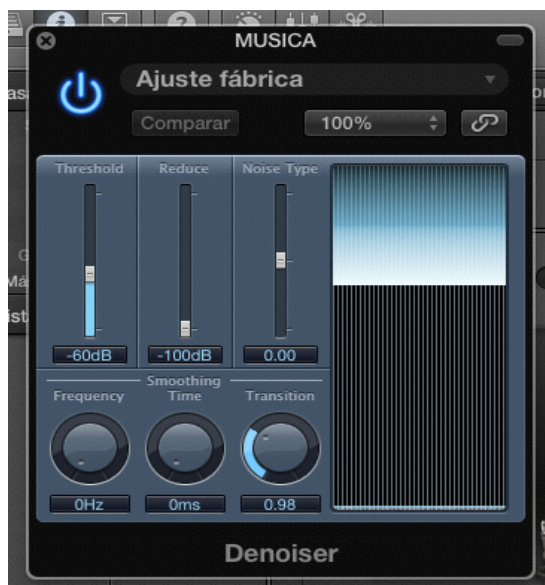 MUSICA
Ajuste fábrica
Comparar
100%
Threshold
Reduce
Noise Type
-60dB
-100dB
0.00
Smoothing
Frequency
Time
Transition
0Hz
0ms
0.98
Denoiser